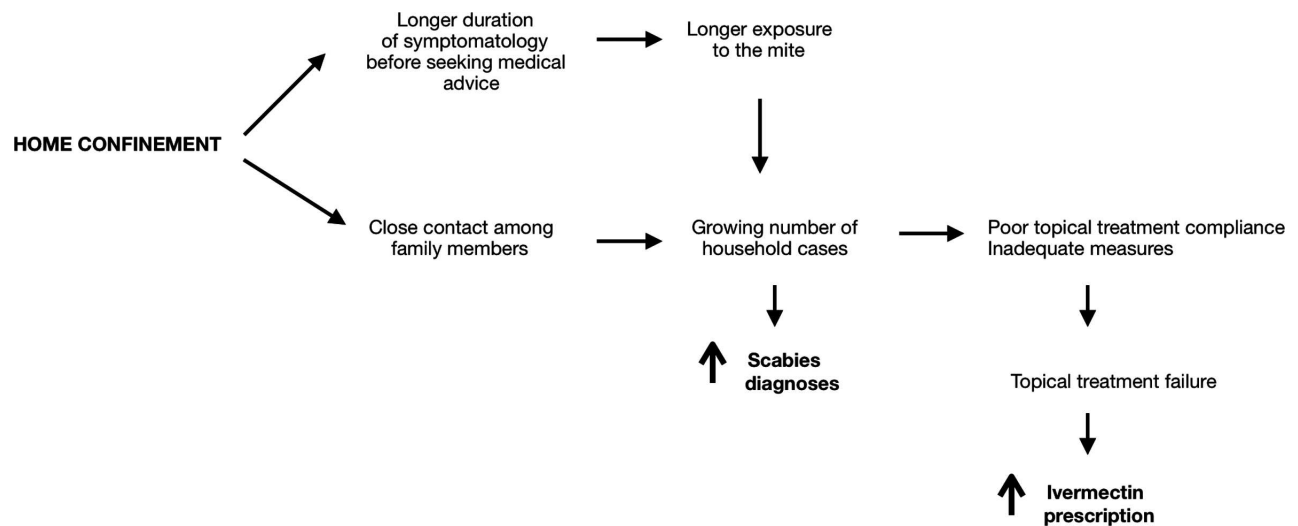 Longer duration
of symptomatology
before seeking medical
advice
Longer exposure
to the mite
HOME CONFINEMENT
Close contact among
family members
Growing number of
household cases
Poor topical treatment compliance
Inadequate measures
Scabies
diagnoses
Topical treatment failure
Ivermectin
prescription